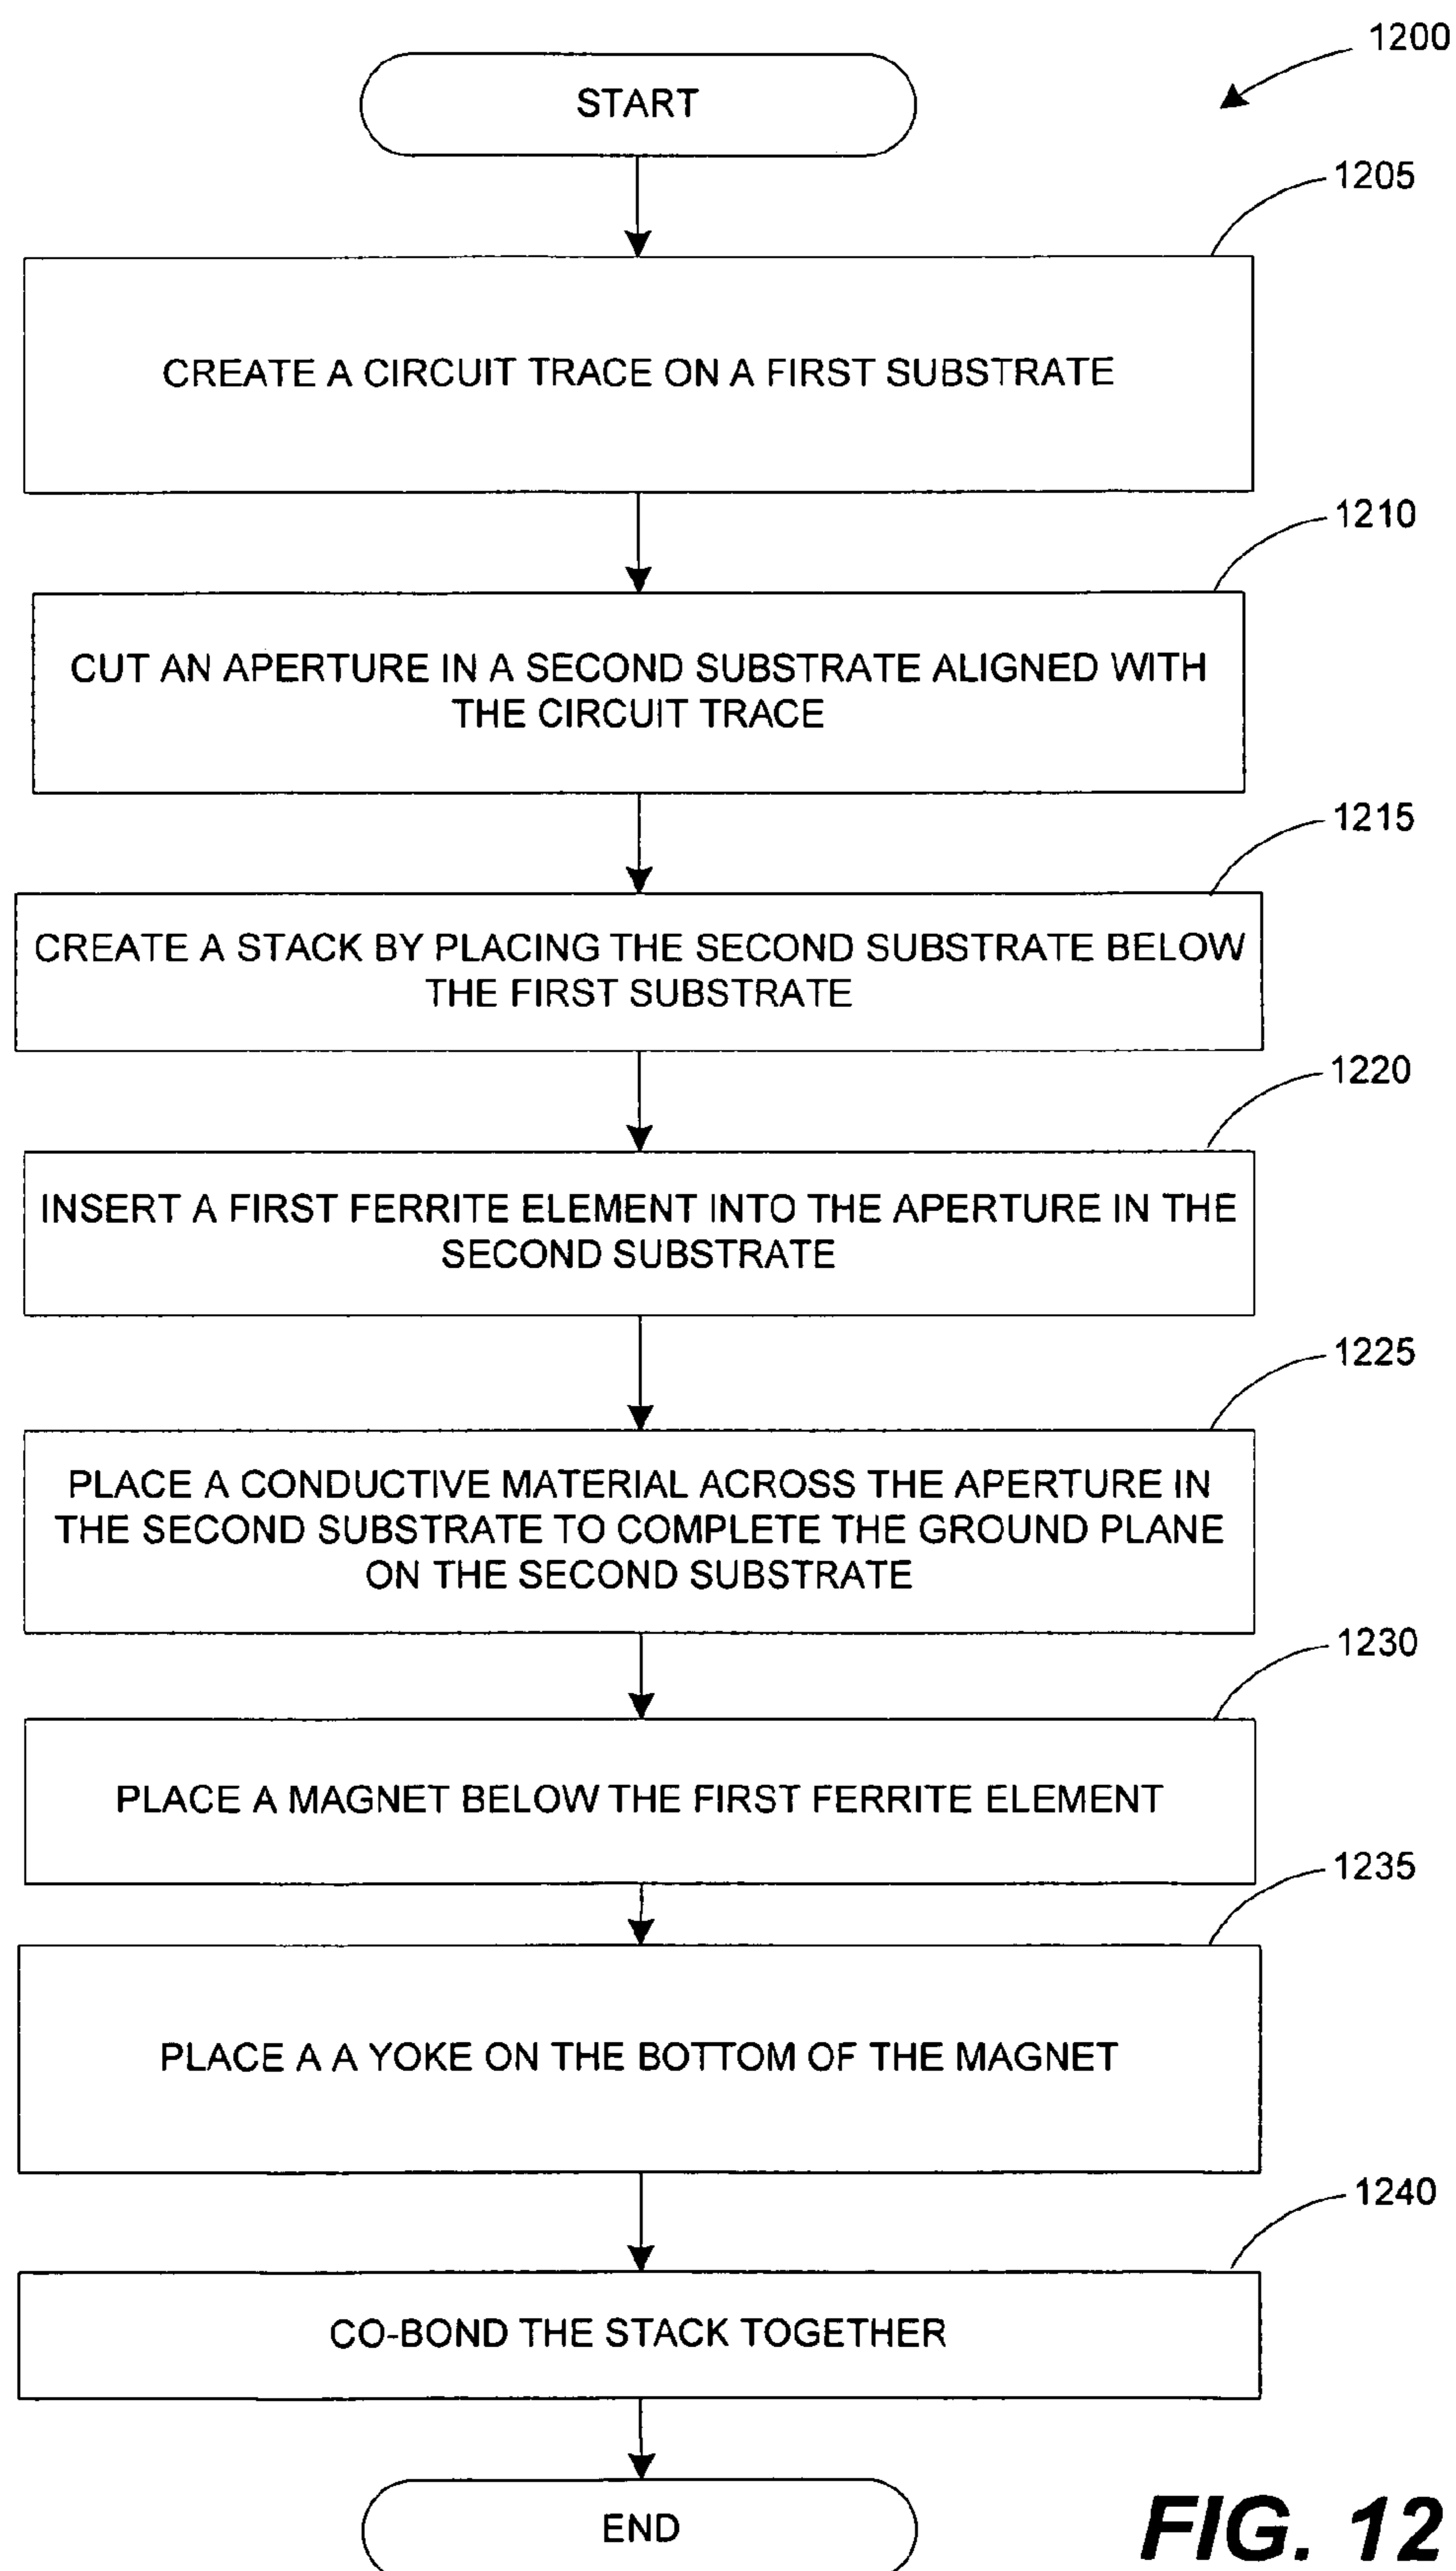 1200
START
1205
CREATE A CIRCUIT TRACE ON A FIRST SUBSTRATE
1210
CUT AN APERTURE IN A SECOND SUBSTRATE ALIGNED WITH
THE CIRCUIT TRACE
1215
CREATE A STACK BY PLACING THE SECOND SUBSTRATE BELOW
THE FIRST SUBSTRATE
1220
INSERT A FIRST FERRITE ELEMENT INTO THE APERTURE IN THE
SECOND SUBSTRATE
1225
PLACE A CONDUCTIVE MATERIAL ACROSS THE APERTURE IN
THE SECOND SUBSTRATE TO COMPLETE THE GROUND PLANE
ON THE SECOND SUBSTRATE
1230
PLACE A MAGNET BELOW THE FIRST FERRITE ELEMENT
1235
PLACE A A YOKE ON THE BOTTOM OF THE MAGNET
1240
CO-BOND THE STACK TOGETHER
END
FIG. 12